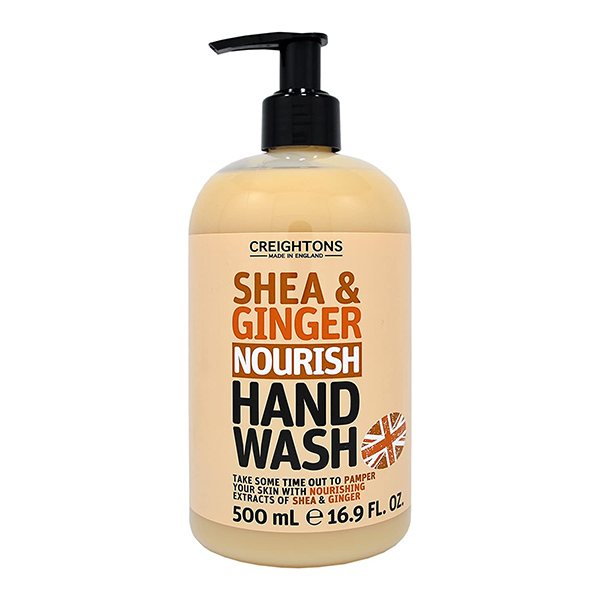 CREIGHTONS
MADE IN ENGLAND
SHEA &
GINGER
NOURISH
HAND
WASH
TAKE SOME TIME OUT TO PAMPER
YOUR SKIN WITH NOURISHING
EXTRACTS OF SHEA & GINGER
500 mL ℮ 16.9 FL. OZ.